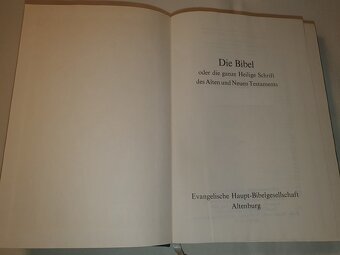 Die Bibel
oder die ganze Heilige Schrift
des Alten und Neuen Testaments
Evangelische Haupt-Bibelgesellschaft
Altenburg